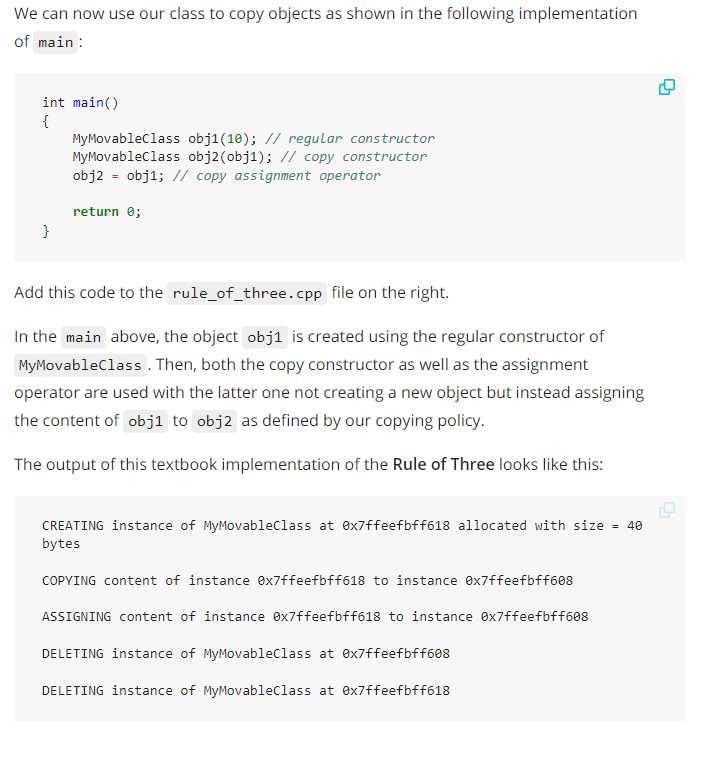 We can now use our class to copy objects as shown in the following implementation
of main :
int main()
{
    MyMovableClass obj1(10); // regular constructor
    MyMovableClass obj2(obj1); // copy constructor
    obj2 = obj1; // copy assignment operator
    return 0;
}
Add this code to the rule_of_three.cpp file on the right.
In the main above, the object obj1 is created using the regular constructor of
MyMovableClass . Then, both the copy constructor as well as the assignment
operator are used with the latter one not creating a new object but instead assigning
the content of obj1 to obj2 as defined by our copying policy.
The output of this textbook implementation of the Rule of Three looks like this:
CREATING instance of MyMovableClass at 0x7ffeefbff618 allocated with size = 40
bytes
COPYING content of instance 0x7ffeefbff618 to instance 0x7ffeefbff608
ASSIGNING content of instance 0x7ffeefbff618 to instance 0x7ffeefbff608
DELETING instance of MyMovableClass at 0x7ffeefbff608
DELETING instance of MyMovableClass at 0x7ffeefbff618